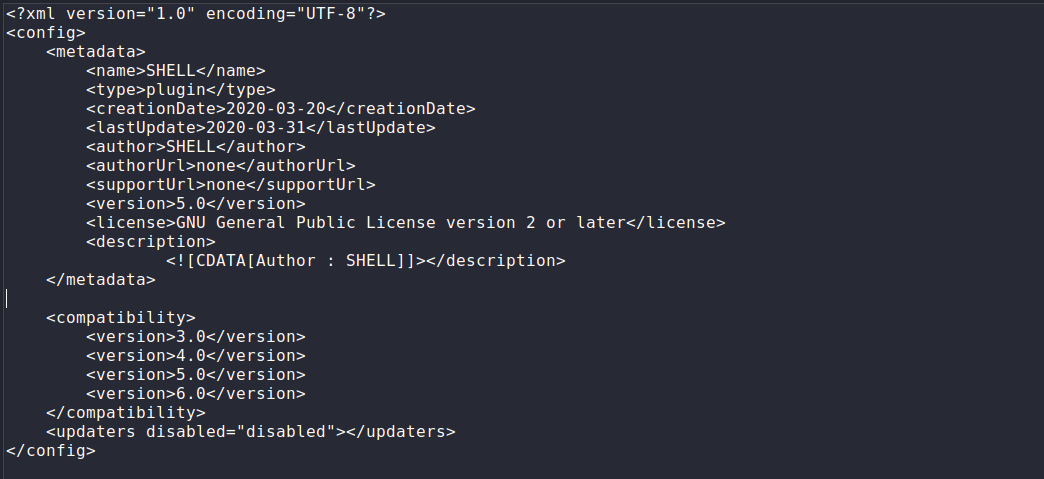 <?xml version="1.0" encoding="UTF-8"?>
<config>
    <metadata>
        <name>SHELL</name>
        <type>plugin</type>
        <creationDate>2020-03-20</creationDate>
        <lastUpdate>2020-03-31</lastUpdate>
        <author>SHELL</author>
        <authorUrl>none</authorUrl>
        <supportUrl>none</supportUrl>
        <version>5.0</version>
        <license>GNU General Public License version 2 or later</license>
        <description>
                <![CDATA[Author : SHELL]]></description>
    </metadata>

    <compatibility>
        <version>3.0</version>
        <version>4.0</version>
        <version>5.0</version>
        <version>6.0</version>
    </compatibility>
    <updaters disabled="disabled"></updaters>
</config>